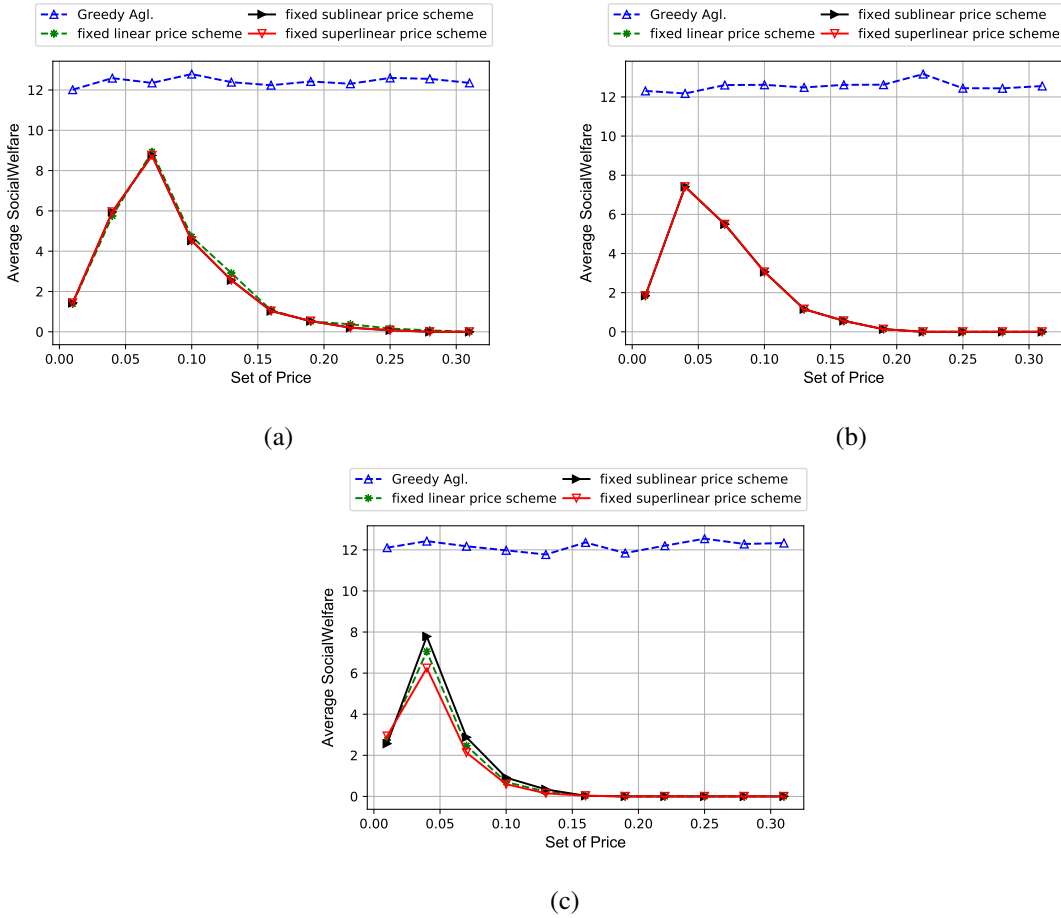 Greedy Agl.
fixed linear price scheme
fixed sublinear price scheme
fixed superlinear price scheme
12
10
8
6
4
2
0
Average SocialWelfare
0.00 0.05 0.10 0.15 0.20 0.25 0.30
Set of Price
(a)
Greedy Agl.
fixed linear price scheme
fixed sublinear price scheme
fixed superlinear price scheme
12
10
8
6
4
2
0
Average SocialWelfare
0.00 0.05 0.10 0.15 0.20 0.25 0.30
Set of Price
(b)
Greedy Agl.
fixed linear price scheme
fixed sublinear price scheme
fixed superlinear price scheme
12
10
8
6
4
2
0
Average SocialWelfare
0.00 0.05 0.10 0.15 0.20 0.25 0.30
Set of Price
(c)